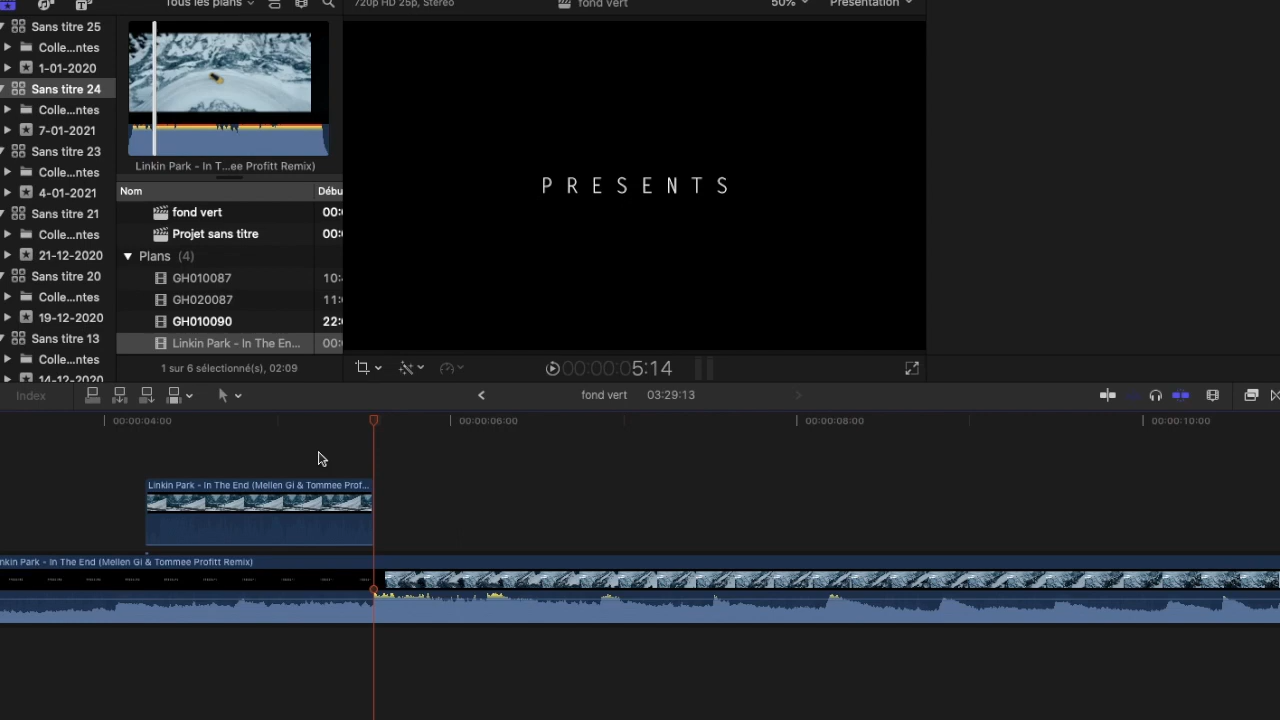 Tous les plans
720p HD 25p, Stéréo
fond vert
50%
Présentation
Sans titre 25
Colle...ntes
1-01-2020
Sans titre 24
Colle...ntes
7-01-2021
Sans titre 23
Colle...ntes
4-01-2021
Sans titre 21
Colle...ntes
21-12-2020
Sans titre 20
Colle...ntes
19-12-2020
Sans titre 13
Colle...ntes
14-12-2020
Linkin Park - In T...ee Profitt Remix)
Nom
Débu
fond vert
00:
Projet sans titre
00:
Plans (4)
GH010087
10:
GH020087
11:
GH010090
22:
Linkin Park - In The En...
00:
1 sur 6 sélectionné(s), 02:09
PRESENTS
00:00:05:14
Index
fond vert
03:29:13
00:00:04:00
00:00:06:00
00:00:08:00
00:00:10:00
Linkin Park - In The End (Mellen Gi & Tommee Prof...
nkin Park - In The End (Mellen Gi & Tommee Profitt Remix)